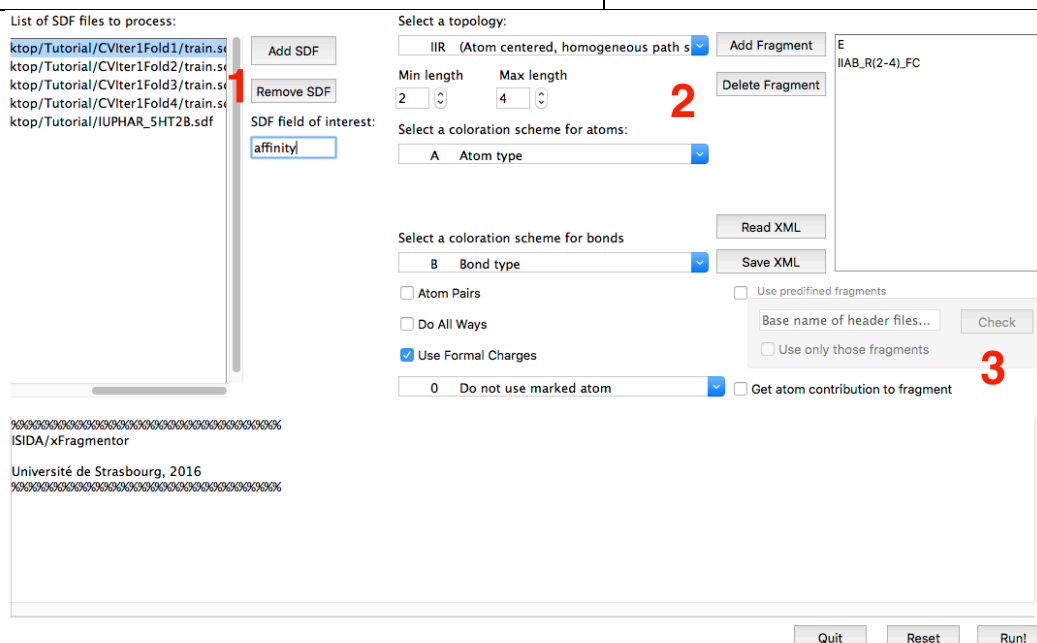 List of SDF files to process:
ktop/Tutorial/CVIter1Fold1/train.sd
ktop/Tutorial/CVIter1Fold2/train.sd
ktop/Tutorial/CVIter1Fold3/train.sd
ktop/Tutorial/CVIter1Fold4/train.sd
ktop/Tutorial/IUPHAR_5HT2B.sdf
1
Add SDF
Remove SDF
SDF field of interest:
affinity
Select a topology:
IIR (Atom centered, homogeneous path s
Min length Max length
2 4
2
Select a coloration scheme for atoms:
A Atom type
Select a coloration scheme for bonds
B Bond type
Atom Pairs
Do All Ways
Use Formal Charges
0 Do not use marked atom
Add Fragment
Delete Fragment
E
IIAB_R(2-4)_FC
Read XML
Save XML
Use predifined fragments
Base name of header files...
Check
Use only those fragments
3
Get atom contribution to fragment
%%%%%%%%%%%%%%%%%%%%%%%%%%%%%%%%%%%
ISIDA/xFragmentor
Université de Strasbourg, 2016
%%%%%%%%%%%%%%%%%%%%%%%%%%%%%%%%%%%
Quit Reset Run!